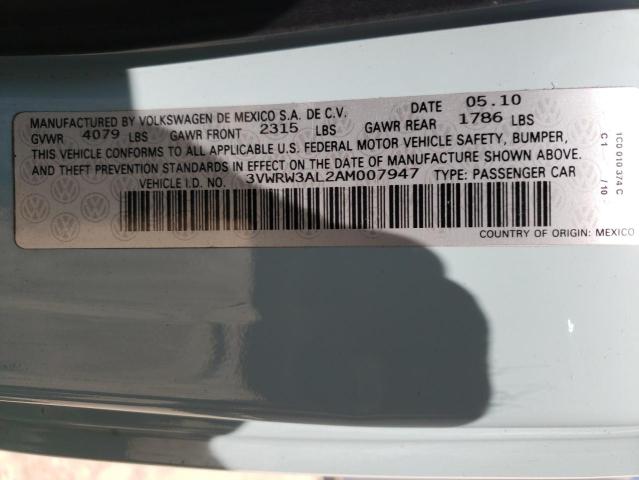 MANUFACTURED BY VOLKSWAGEN DE MEXICO S.A. DE C.V. DATE 05.10
GVWR 4079 LBS GAWR FRONT 2315 LBS GAWR REAR 1786 LBS
THIS VEHICLE CONFORMS TO ALL APPLICABLE U.S. FEDERAL MOTOR VEHICLE SAFETY, BUMPER,
AND THEFT PREVENTION STANDARDS IN EFFECT ON THE DATE OF MANUFACTURE SHOWN ABOVE.
VEHICLE I.D. NO. 3VWRW3AL2AM007947 TYPE: PASSENGER CAR
COUNTRY OF ORIGIN: MEXICO
1C0 010 374 C
C1 / 10